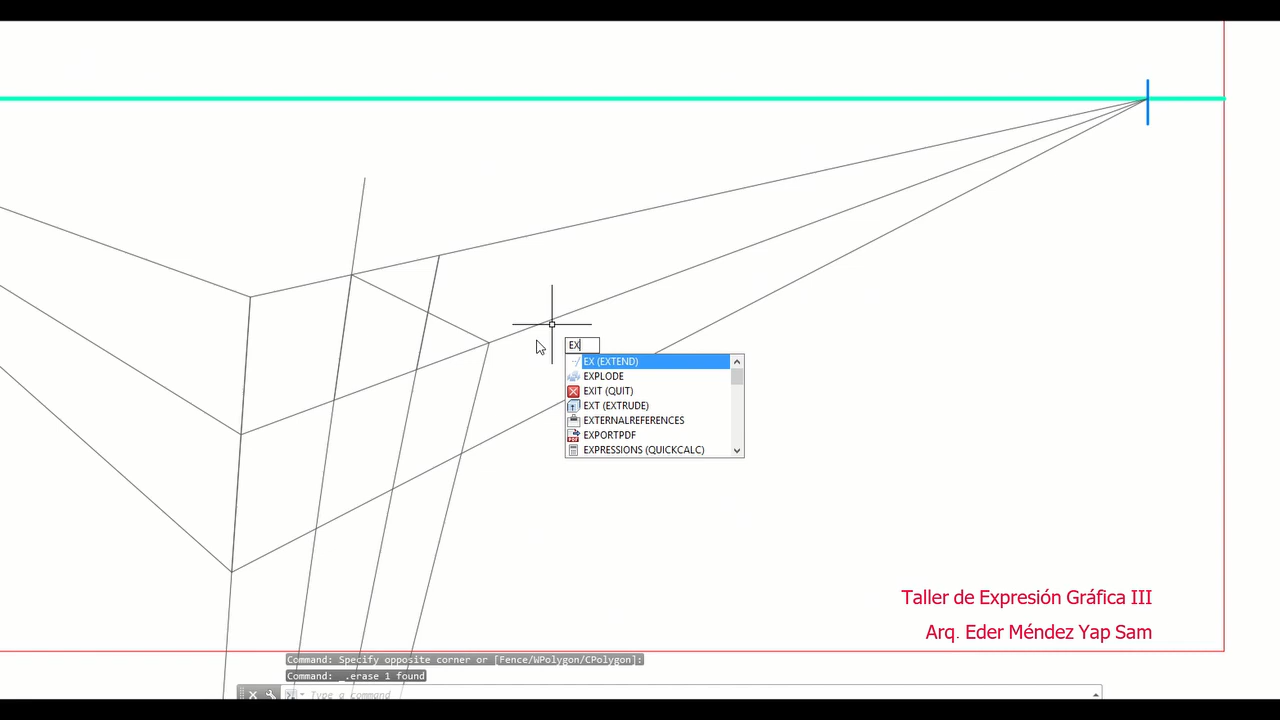 EX
EX (EXTEND)
EXPLODE
EXIT (QUIT)
EXT (EXTRUDE)
EXTERNALREFERENCES
EXPORTPDF
EXPRESSIONS (QUICKCALC)
Taller de Expresión Gráfica III
Arq. Eder Méndez Yap Sam
Command: Specify opposite corner or [Fence/WPolygon/CPolygon]:
Command: _.erase 1 found
Type a command